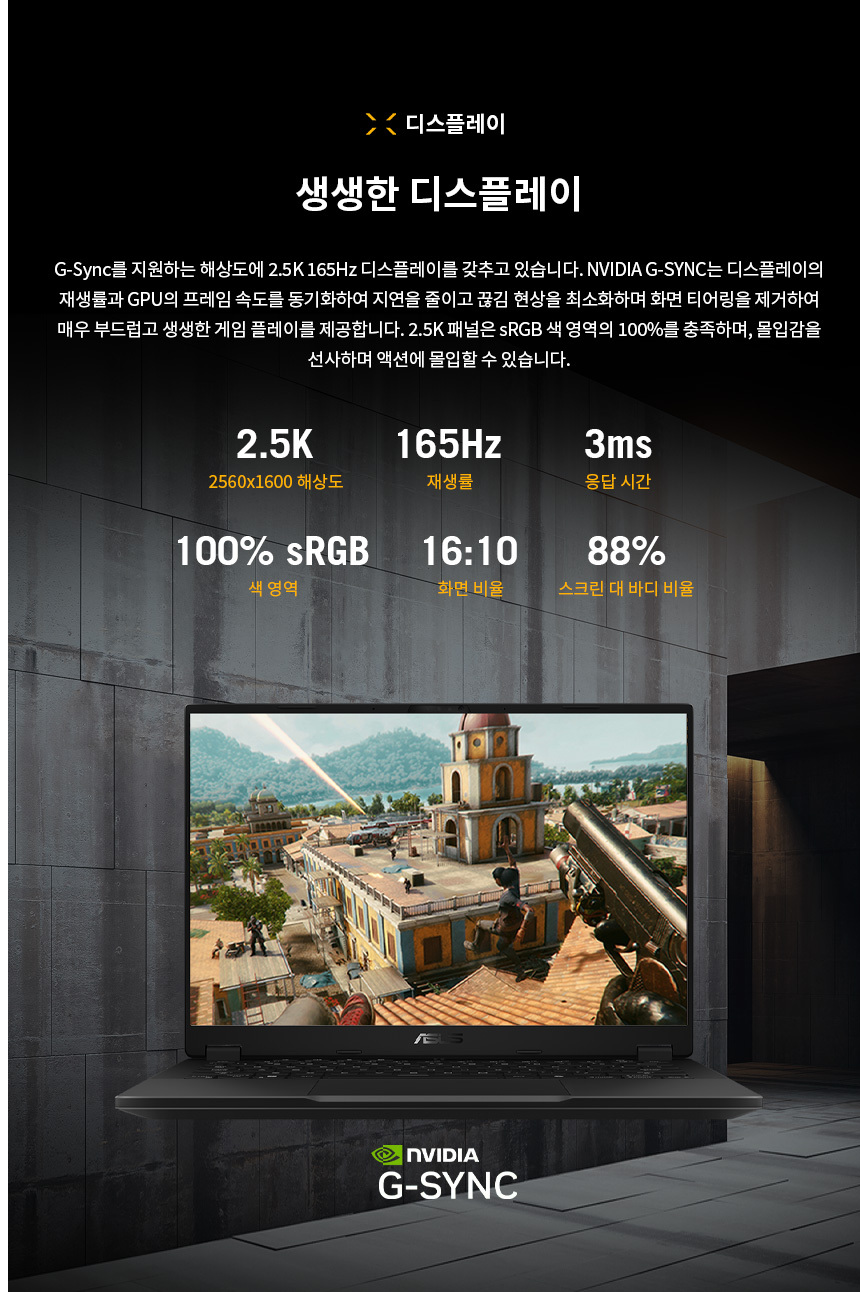 디스플레이
생생한 디스플레이
G-Sync를 지원하는 해상도에 2.5K 165Hz 디스플레이를 갖추고 있습니다. NVIDIA G-SYNC는 디스플레이의
재생률과 GPU의 프레임 속도를 동기화하여 지연을 줄이고 끊김 현상을 최소화하며 화면 티어링을 제거하여
매우 부드럽고 생생한 게임 플레이를 제공합니다. 2.5K 패널은 sRGB 색 영역의 100%를 충족하며, 몰입감을
선사하며 액션에 몰입할 수 있습니다.
2.5K 165Hz 3ms
2560x1600 해상도 재생률 응답 시간
100% sRGB 16:10 88%
색 영역 화면 비율 스크린 대 바디 비율
ASUS
NVIDIA
G-SYNC